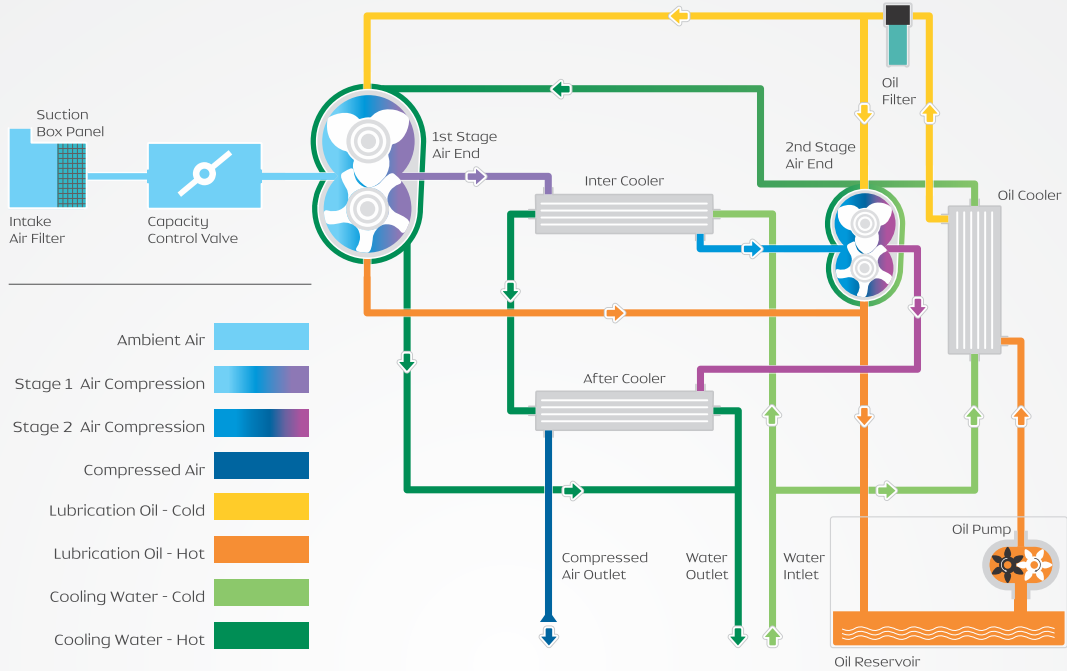 Oil
Filter
Suction
Box Panel
1st Stage
Air End
2nd Stage
Air End
Inter Cooler
Oil Cooler
Intake
Air Filter
Capacity
Control Valve
Ambient Air
Stage 1 Air Compression
Stage 2 Air Compression
Compressed Air
Lubrication Oil - Cold
Lubrication Oil - Hot
Cooling Water - Cold
Cooling Water - Hot
After Cooler
Compressed
Air Outlet
Water
Outlet
Water
Intlet
Oil Pump
Oil Reservoir